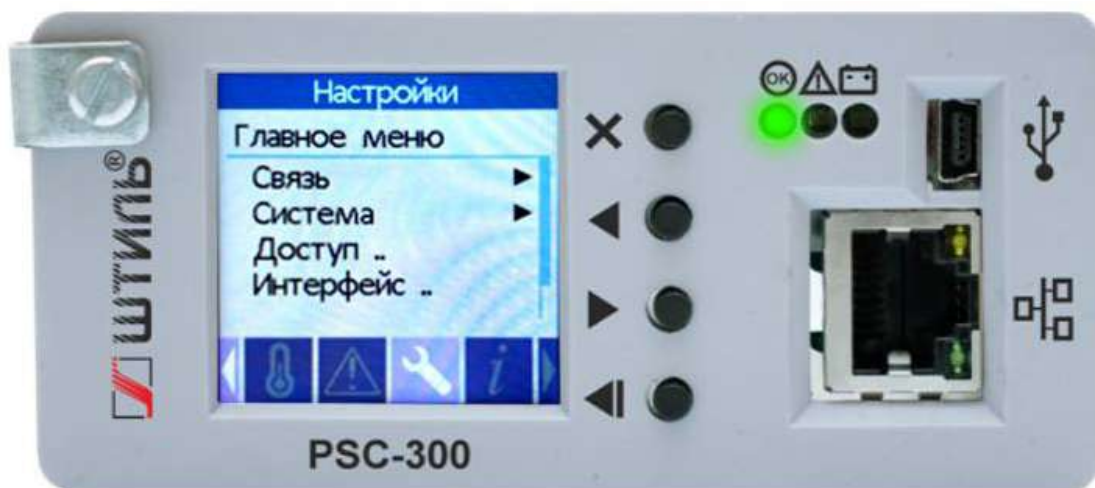 Настройки
Главное меню
Связь
Система
Доступ ..
Интерфейс ..
i
OK
ШТИЛЬ®
PSC-300